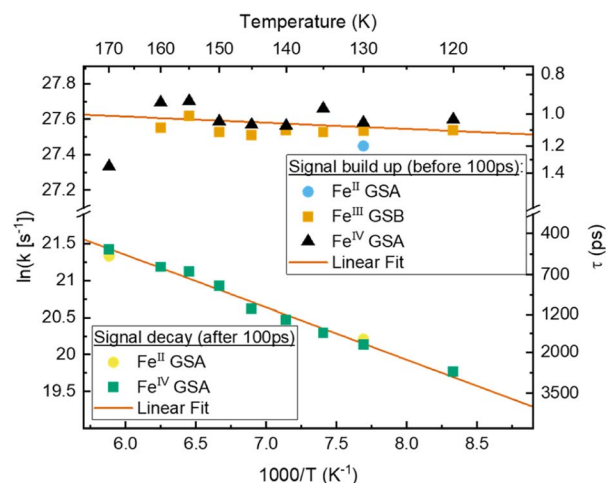 Temperature (K)
170 160 150 140 130 120
27.8
27.6
27.4
27.2
21.5
21.0
20.5
20.0
19.5
ln(k [s⁻¹])
0.8
1.0
1.2
1.4
400
700
1200
2000
3500
τ (ps)
Signal build up (before 100ps):
Feᴵᴵ GSA
Feᴵᴵᴵ GSB
Feᴵⱽ GSA
Linear Fit
Signal decay (after 100ps)
Feᴵᴵ GSA
Feᴵⱽ GSA
Linear Fit
6.0 6.5 7.0 7.5 8.0 8.5
1000/T (K⁻¹)